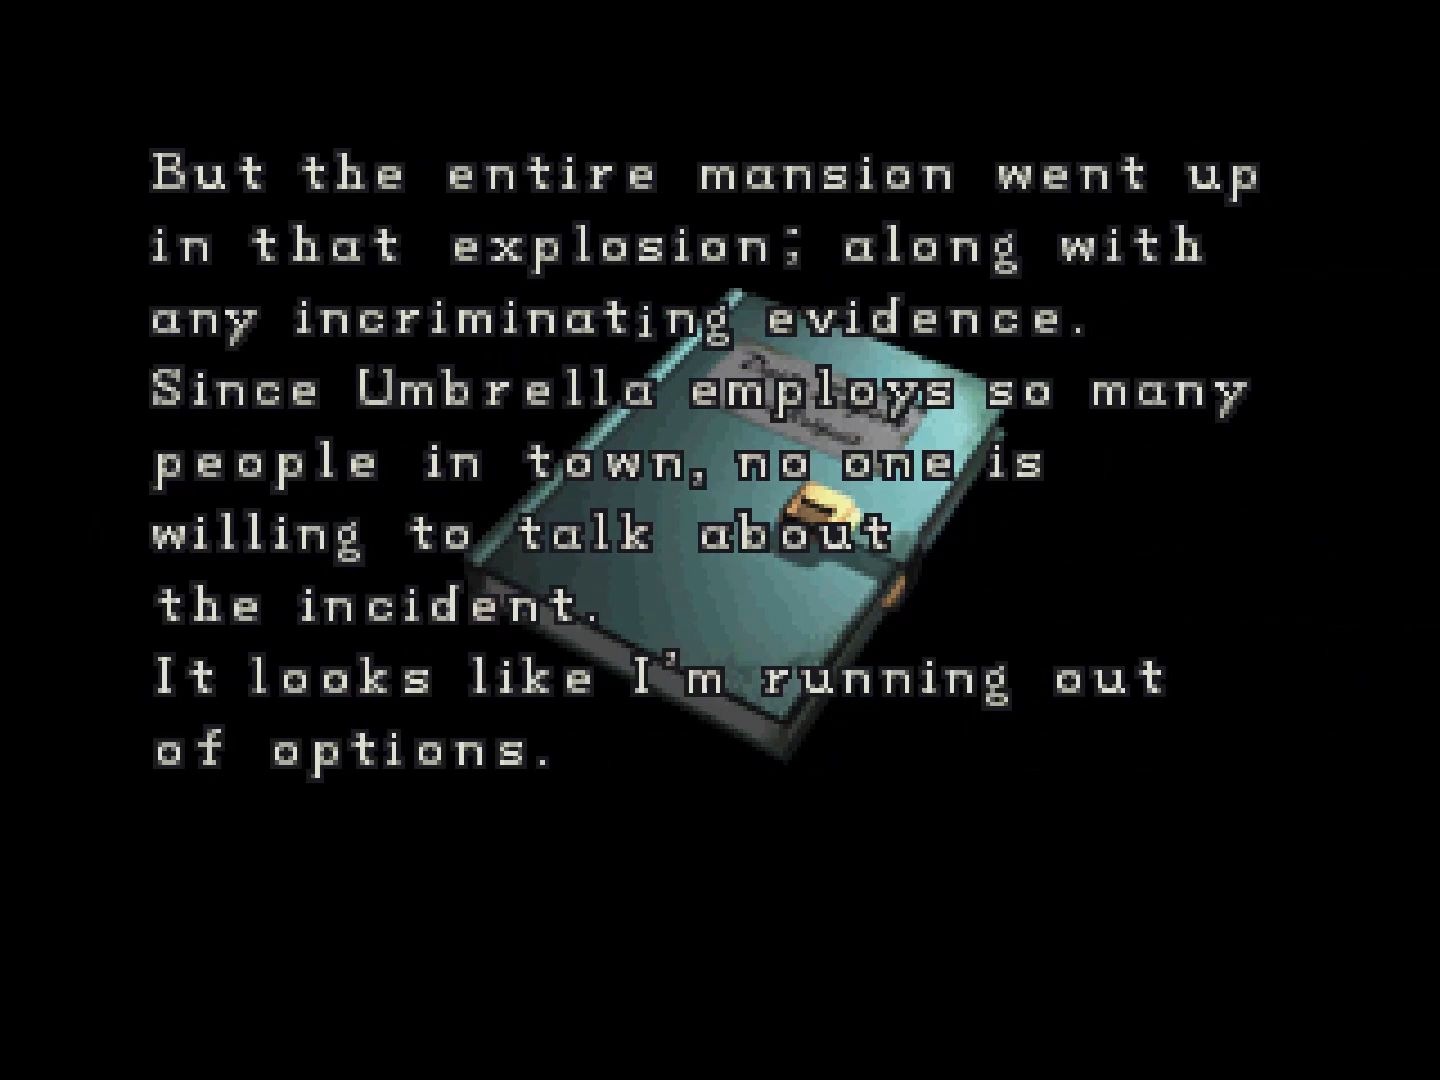 But the entire mansion went up
in that explosion; along with
any incriminating evidence.
Since Umbrella employs so many
people in town, no one is
willing to talk about
the incident.
It looks like I'm running out
of options.